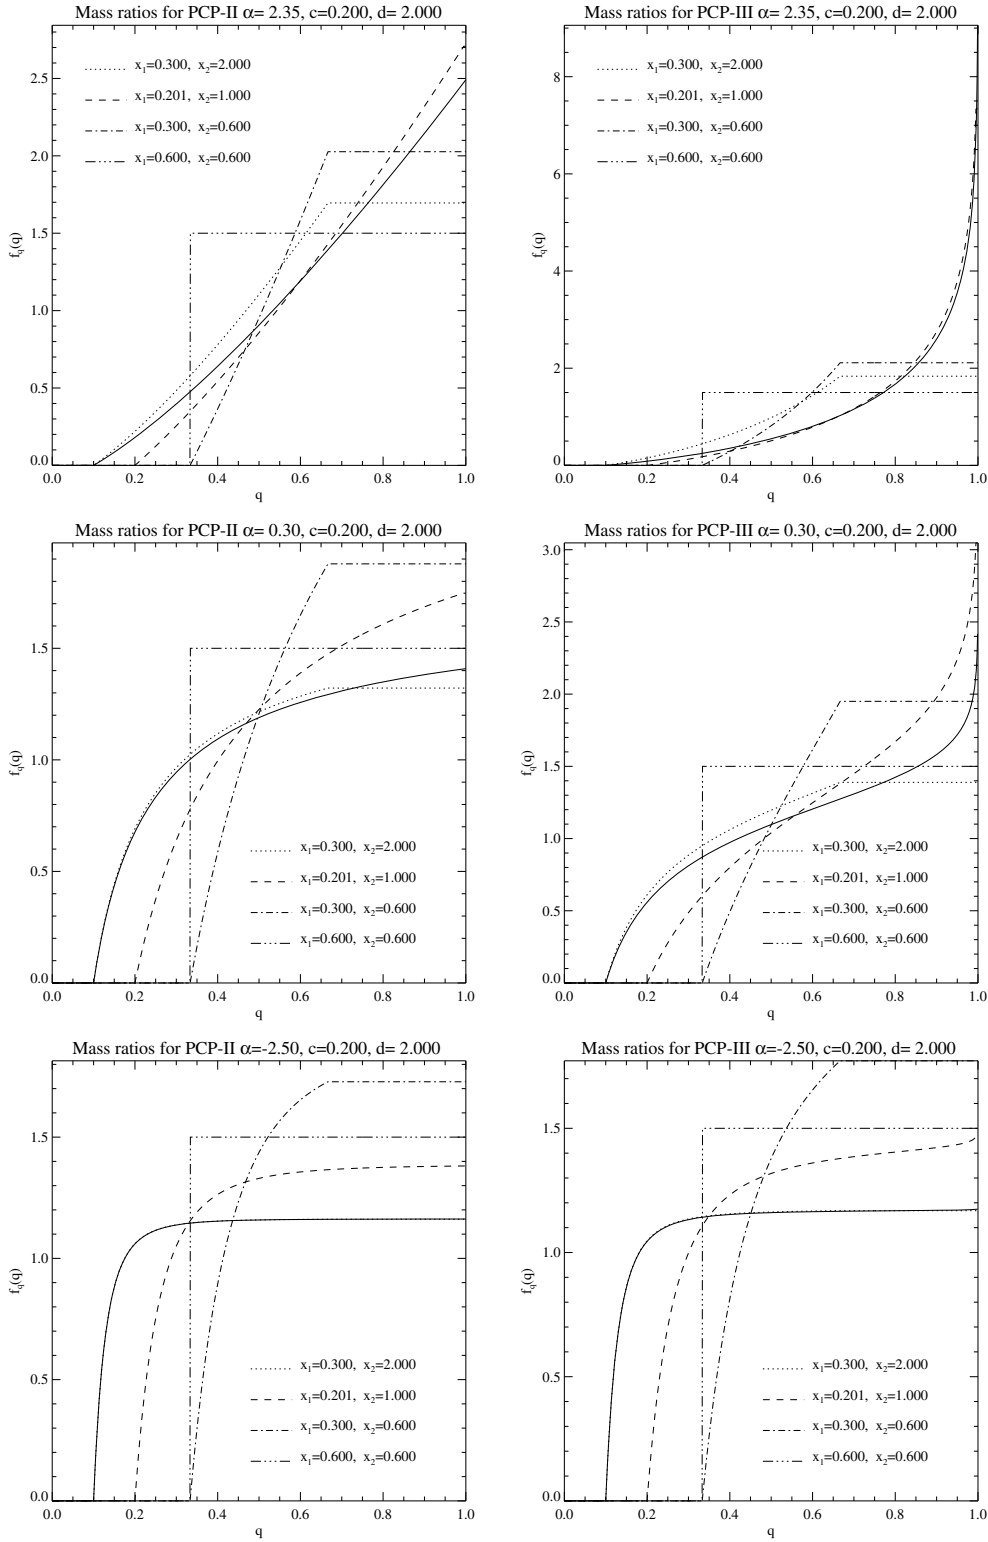 Mass ratios for PCP-II α= 2.35, c=0.200, d= 2.000
x₁=0.300, x₂=2.000
x₁=0.201, x₂=1.000
x₁=0.300, x₂=0.600
x₁=0.600, x₂=0.600
2.5
2.0
1.5
1.0
0.5
0.0
f_q(q)
0.0 0.2 0.4 0.6 0.8 1.0
q
Mass ratios for PCP-III α= 2.35, c=0.200, d= 2.000
x₁=0.300, x₂=2.000
x₁=0.201, x₂=1.000
x₁=0.300, x₂=0.600
x₁=0.600, x₂=0.600
8
6
4
2
0
f_q(q)
0.0 0.2 0.4 0.6 0.8 1.0
q
Mass ratios for PCP-II α= 0.30, c=0.200, d= 2.000
1.5
1.0
0.5
0.0
f_q(q)
x₁=0.300, x₂=2.000
x₁=0.201, x₂=1.000
x₁=0.300, x₂=0.600
x₁=0.600, x₂=0.600
0.0 0.2 0.4 0.6 0.8 1.0
q
Mass ratios for PCP-III α= 0.30, c=0.200, d= 2.000
3.0
2.5
2.0
1.5
1.0
0.5
0.0
f_q(q)
x₁=0.300, x₂=2.000
x₁=0.201, x₂=1.000
x₁=0.300, x₂=0.600
x₁=0.600, x₂=0.600
0.0 0.2 0.4 0.6 0.8 1.0
q
Mass ratios for PCP-II α=-2.50, c=0.200, d= 2.000
1.5
1.0
0.5
0.0
f_q(q)
x₁=0.300, x₂=2.000
x₁=0.201, x₂=1.000
x₁=0.300, x₂=0.600
x₁=0.600, x₂=0.600
0.0 0.2 0.4 0.6 0.8 1.0
q
Mass ratios for PCP-III α=-2.50, c=0.200, d= 2.000
1.5
1.0
0.5
0.0
f_q(q)
x₁=0.300, x₂=2.000
x₁=0.201, x₂=1.000
x₁=0.300, x₂=0.600
x₁=0.600, x₂=0.600
0.0 0.2 0.4 0.6 0.8 1.0
q